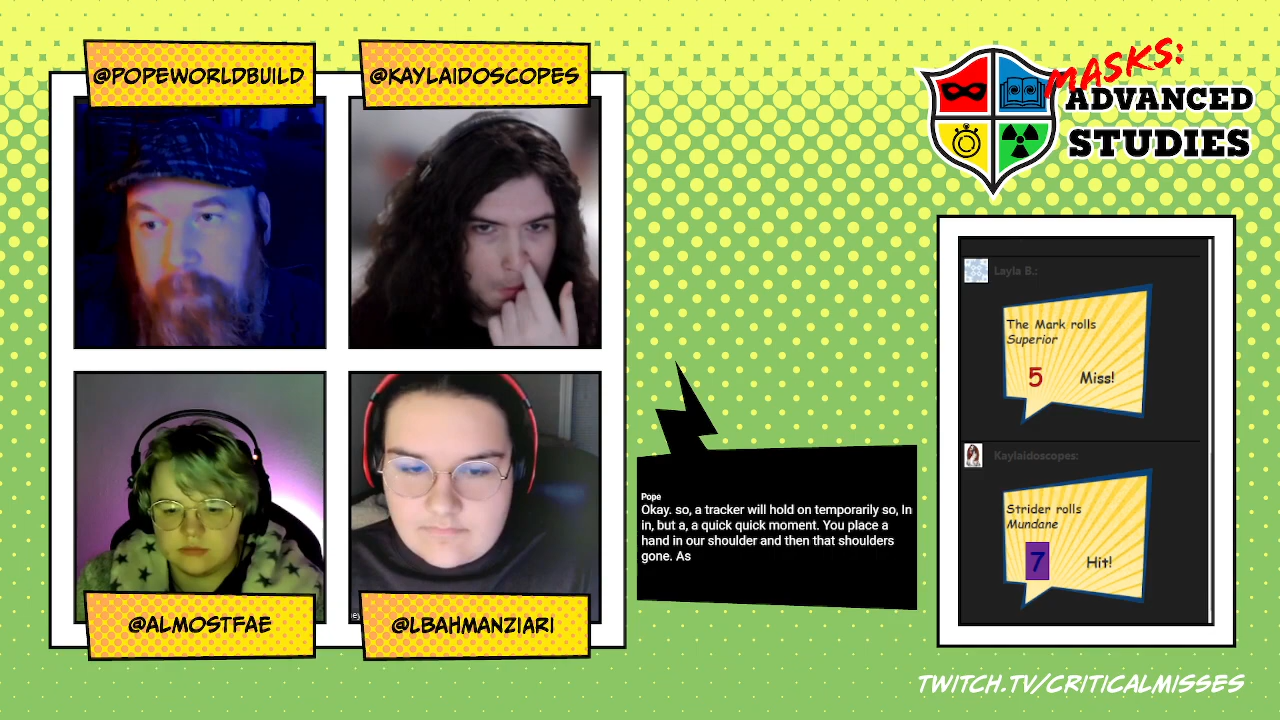 @POPEWORLDBUILD
@KAYLAIDOSCOPES
@ALMOSTFAE
@LBAHMANZIARI
Pope
Okay. so, a tracker will hold on temporarily so, In
in, but a, a quick quick moment. You place a
hand in our shoulder and then that shoulders
gone. As
MASKS:
ADVANCED
STUDIES
Layla B.:
The Mark rolls
Superior
5 Miss!
Kaylaidoscopes:
Strider rolls
Mundane
7 Hit!
TWITCH.TV/CRITICALMISSES